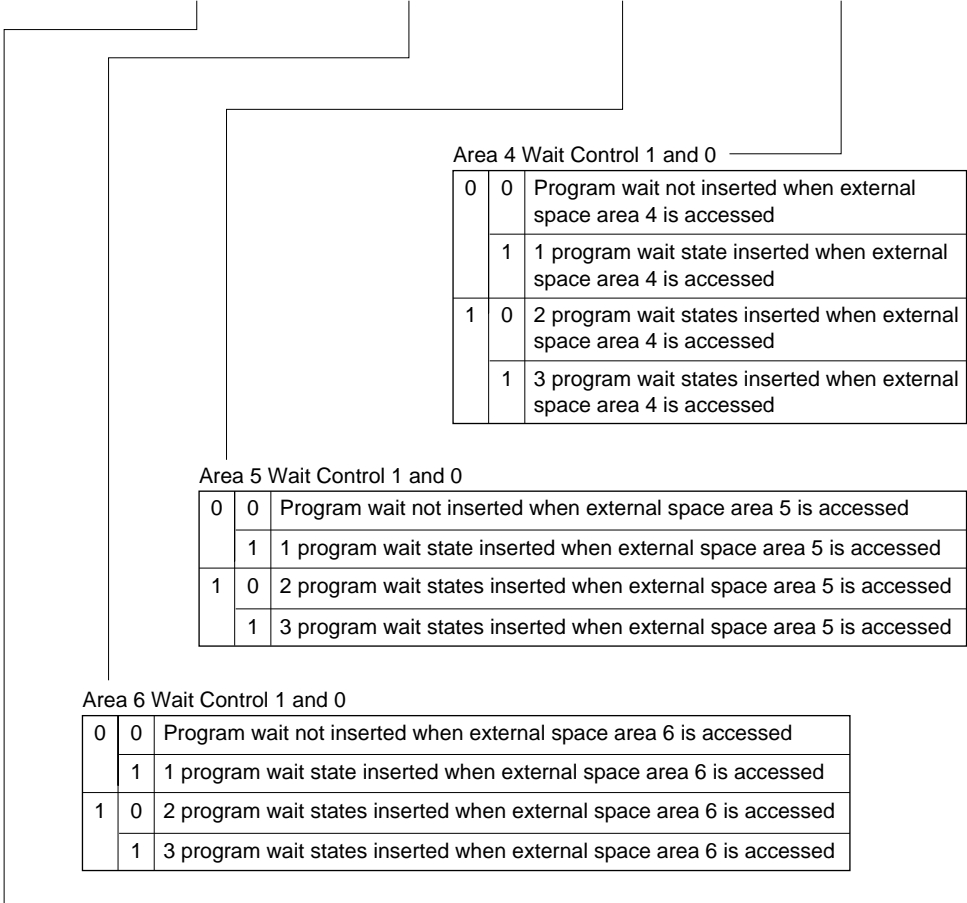 Area 4 Wait Control 1 and 0
0 0 Program wait not inserted when external
space area 4 is accessed
1 1 program wait state inserted when external
space area 4 is accessed
1 0 2 program wait states inserted when external
space area 4 is accessed
1 3 program wait states inserted when external
space area 4 is accessed
Area 5 Wait Control 1 and 0
0 0 Program wait not inserted when external space area 5 is accessed
1 1 program wait state inserted when external space area 5 is accessed
1 0 2 program wait states inserted when external space area 5 is accessed
1 3 program wait states inserted when external space area 5 is accessed
Area 6 Wait Control 1 and 0
0 0 Program wait not inserted when external space area 6 is accessed
1 1 program wait state inserted when external space area 6 is accessed
1 0 2 program wait states inserted when external space area 6 is accessed
1 3 program wait states inserted when external space area 6 is accessed